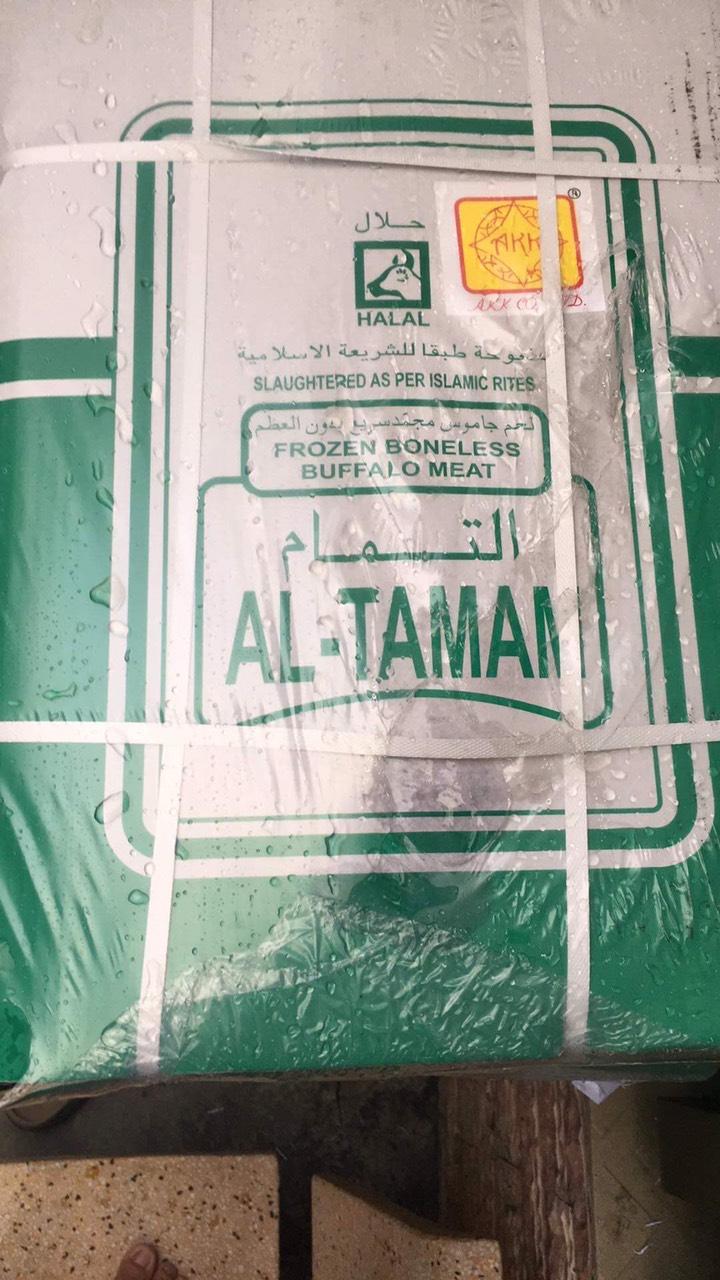 حلال
HALAL
®
AKK
AKK CO. LTD.
مذبوحة طبقا للشريعة الاسلامية
SLAUGHTERED AS PER ISLAMIC RITES
لحم جاموس مجمد سريع بدون العظم
FROZEN BONELESS
BUFFALO MEAT
التمام
AL-TAMAM